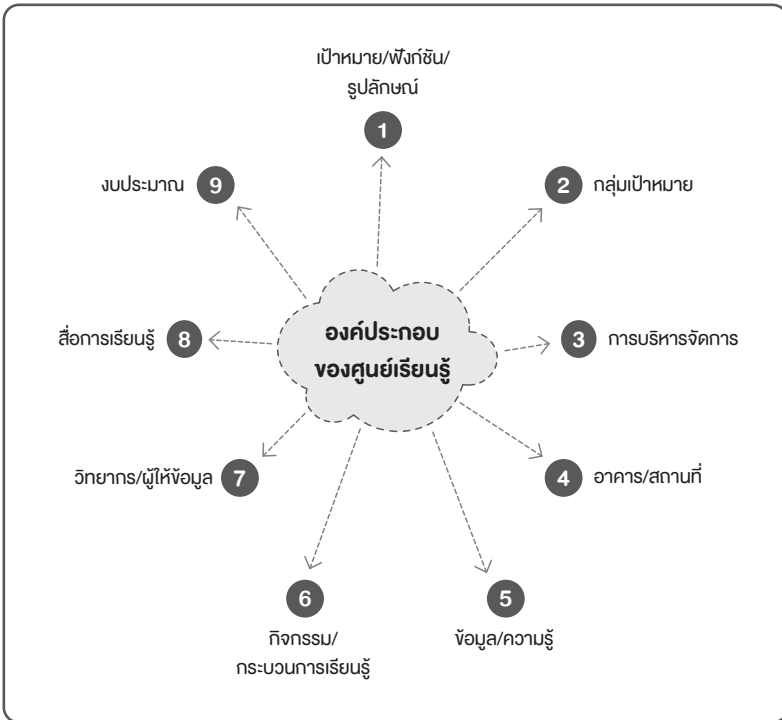 องค์ประกอบ
ของศูนย์เรียนรู้
เป้าหมาย/ฟังก์ชัน/
รูปลักษณ์
1
2 กลุ่มเป้าหมาย
3 การบริหารจัดการ
4 อาคาร/สถานที่
5
ข้อมูล/ความรู้
6
กิจกรรม/
กระบวนการเรียนรู้
วิทยากร/ผู้ให้ข้อมูล 7
สื่อการเรียนรู้ 8
งบประมาณ 9